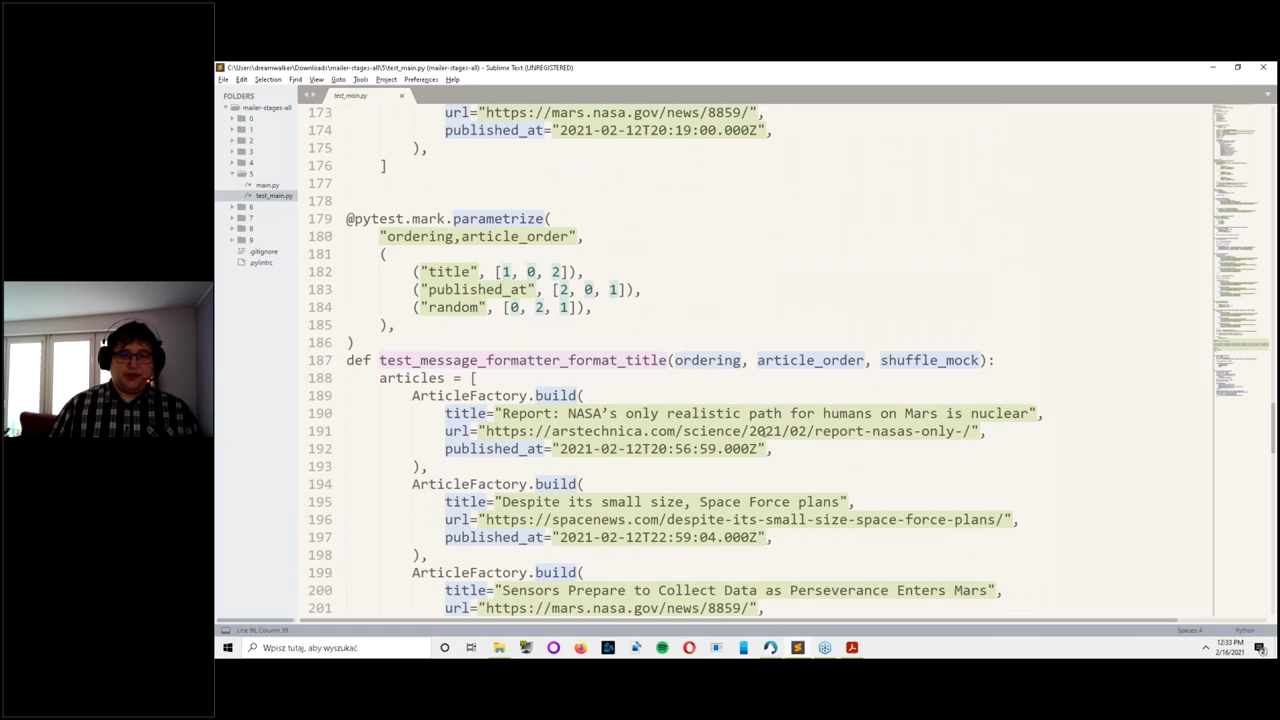 C:\Users\dreamwalker\Downloads\mailer-stages-all\5\test_main.py (mailer-stages-all) - Sublime Text (UNREGISTERED)
File Edit Selection Find View Goto Tools Project Preferences Help
FOLDERS
mailer-stages-all
0
1
2
3
4
5
main.py
test_main.py
6
7
8
9
.gitignore
.pylintrc
test_main.py
173 url="https://mars.nasa.gov/news/8859/",
174 published_at="2021-02-12T20:19:00.000Z",
175 ),
176 ]
177
178
179 @pytest.mark.parametrize(
180 "ordering,article_order",
181 (
182 ("title", [1, 0, 2]),
183 ("published_at", [2, 0, 1]),
184 ("random", [0, 2, 1]),
185 ),
186 )
187 def test_message_formatter_format_title(ordering, article_order, shuffle_mock):
188 articles = [
189 ArticleFactory.build(
190 title="Report: NASA’s only realistic path for humans on Mars is nuclear",
191 url="https://arstechnica.com/science/2021/02/report-nasas-only-/",
192 published_at="2021-02-12T20:56:59.000Z",
193 ),
194 ArticleFactory.build(
195 title="Despite its small size, Space Force plans",
196 url="https://spacenews.com/despite-its-small-size-space-force-plans/",
197 published_at="2021-02-12T22:59:04.000Z",
198 ),
199 ArticleFactory.build(
200 title="Sensors Prepare to Collect Data as Perseverance Enters Mars",
201 url="https://mars.nasa.gov/news/8859/",
Line 96, Column 39
Spaces: 4
Python
Wpisz tutaj, aby wyszukać
12:33 PM
2/16/2021